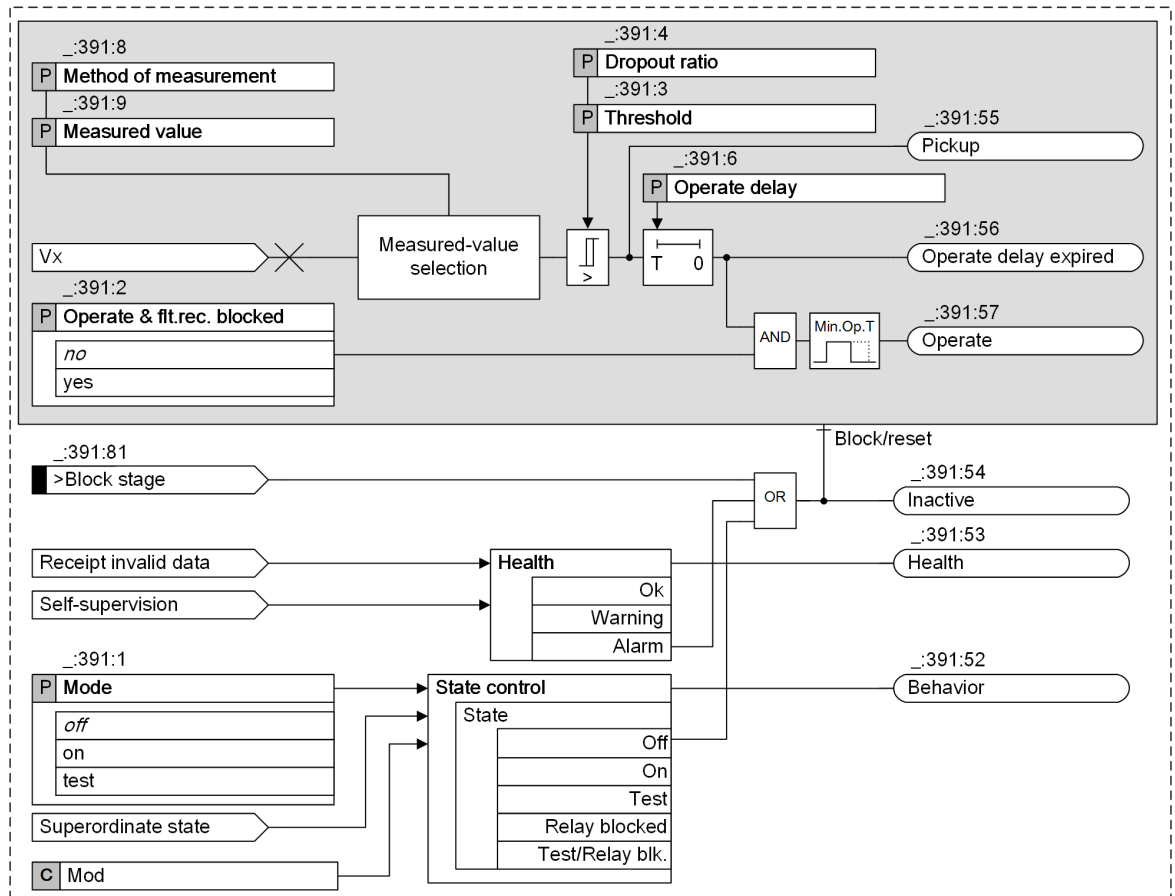 _:391:8
P Method of measurement
_:391:9
P Measured value
_:391:4
P Dropout ratio
_:391:3
P Threshold
_:391:55
Pickup
_:391:6
P Operate delay
Vx
Measured-value
selection
>
T 0
_:391:56
Operate delay expired
_:391:2
P Operate & flt.rec. blocked
no
yes
AND
Min.Op.T
_:391:57
Operate
Block/reset
_:391:81
>Block stage
OR
_:391:54
Inactive
Receipt invalid data
Self-supervision
Health
Ok
Warning
Alarm
_:391:53
Health
_:391:1
P Mode
off
on
test
Superordinate state
C Mod
State control
State
Off
On
Test
Relay blocked
Test/Relay blk.
_:391:52
Behavior